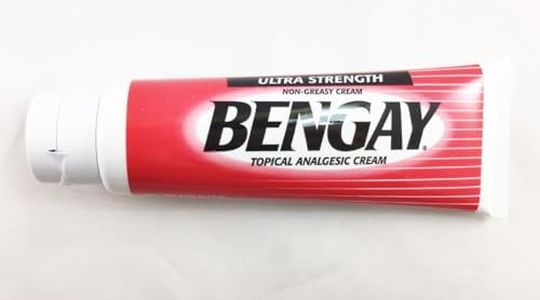 ULTRA STRENGTH
NON-GREASY CREAM
BENGAY
TOPICAL ANALGESIC CREAM